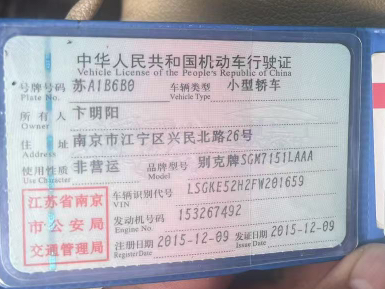 中华人民共和国机动车行驶证
Vehicle License of the People's Republic of China
号牌号码 苏A1B6B0 车辆类型 小型轿车
Plate No. Vehicle Type
所有人 卞明阳
Owner
住址 南京市江宁区兴民北路26号
Address
使用性质 非营运 品牌型号 别克牌SGM7151LAAA
Use Character Model
江苏省南京 车辆识别代号 LSGKE52H2FW201659
VIN
市公安局 发动机号码 153267492
Engine No.
交通管理局 注册日期 2015-12-09 发证日期 2015-12-09
Register Date Issue Date